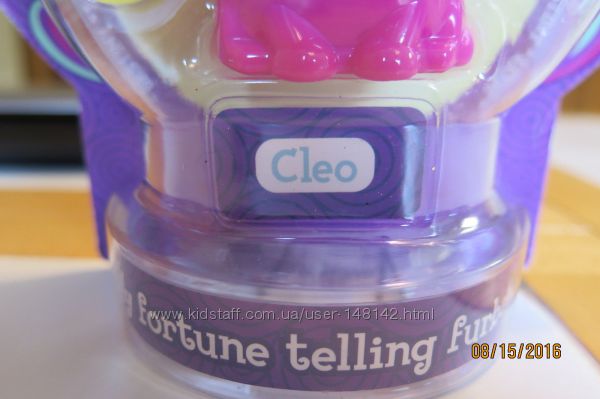 Cleo
www.kidstaff.com.ua/user-148142.html
fortune telling
08/15/2016